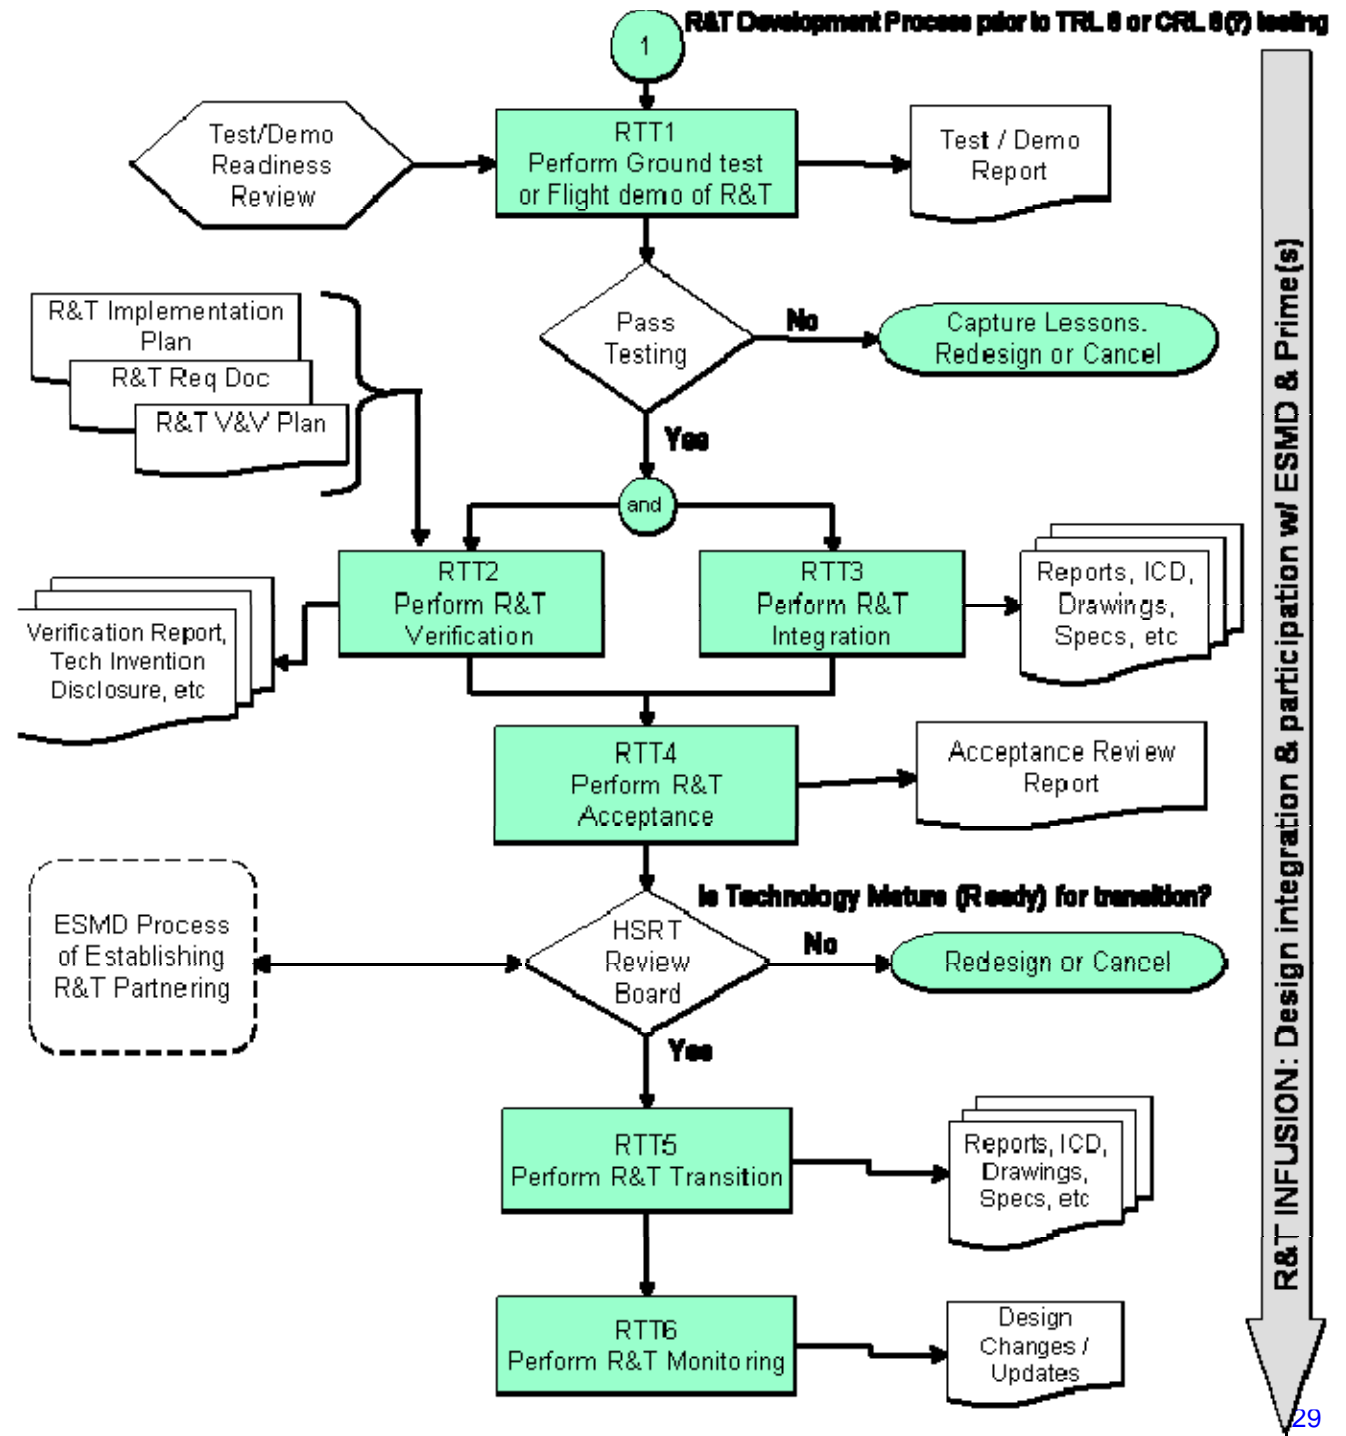 1
R&T Development Process prior to TRL 6 or CRL 6(?) testing
Test/Demo
Readiness
Review
RTT1
Perform Ground test
or Flight demo of R&T
Test / Demo
Report
Pass
Testing
No
Capture Lessons.
Redesign or Cancel
R&T Implementation
Plan
R&T Req Doc
R&T V&V Plan
Yes
and
RTT2
Perform R&T
Verification
RTT3
Perform R&T
Integration
Reports, ICD,
Drawings,
Specs, etc
Verification Report,
Tech Invention
Disclosure, etc
RTT4
Perform R&T
Acceptance
Acceptance Review
Report
Is Technology Mature (Ready) for transition?
ESMD Process
of Establishing
R&T Partnering
HSRT
Review
Board
No
Redesign or Cancel
Yes
RTT5
Perform R&T Transition
Reports, ICD,
Drawings,
Specs, etc
RTT6
Perform R&T Monitoring
Design
Changes /
Updates
R&T INFUSION: Design integration & participation w/ ESMD & Prime(s)
29